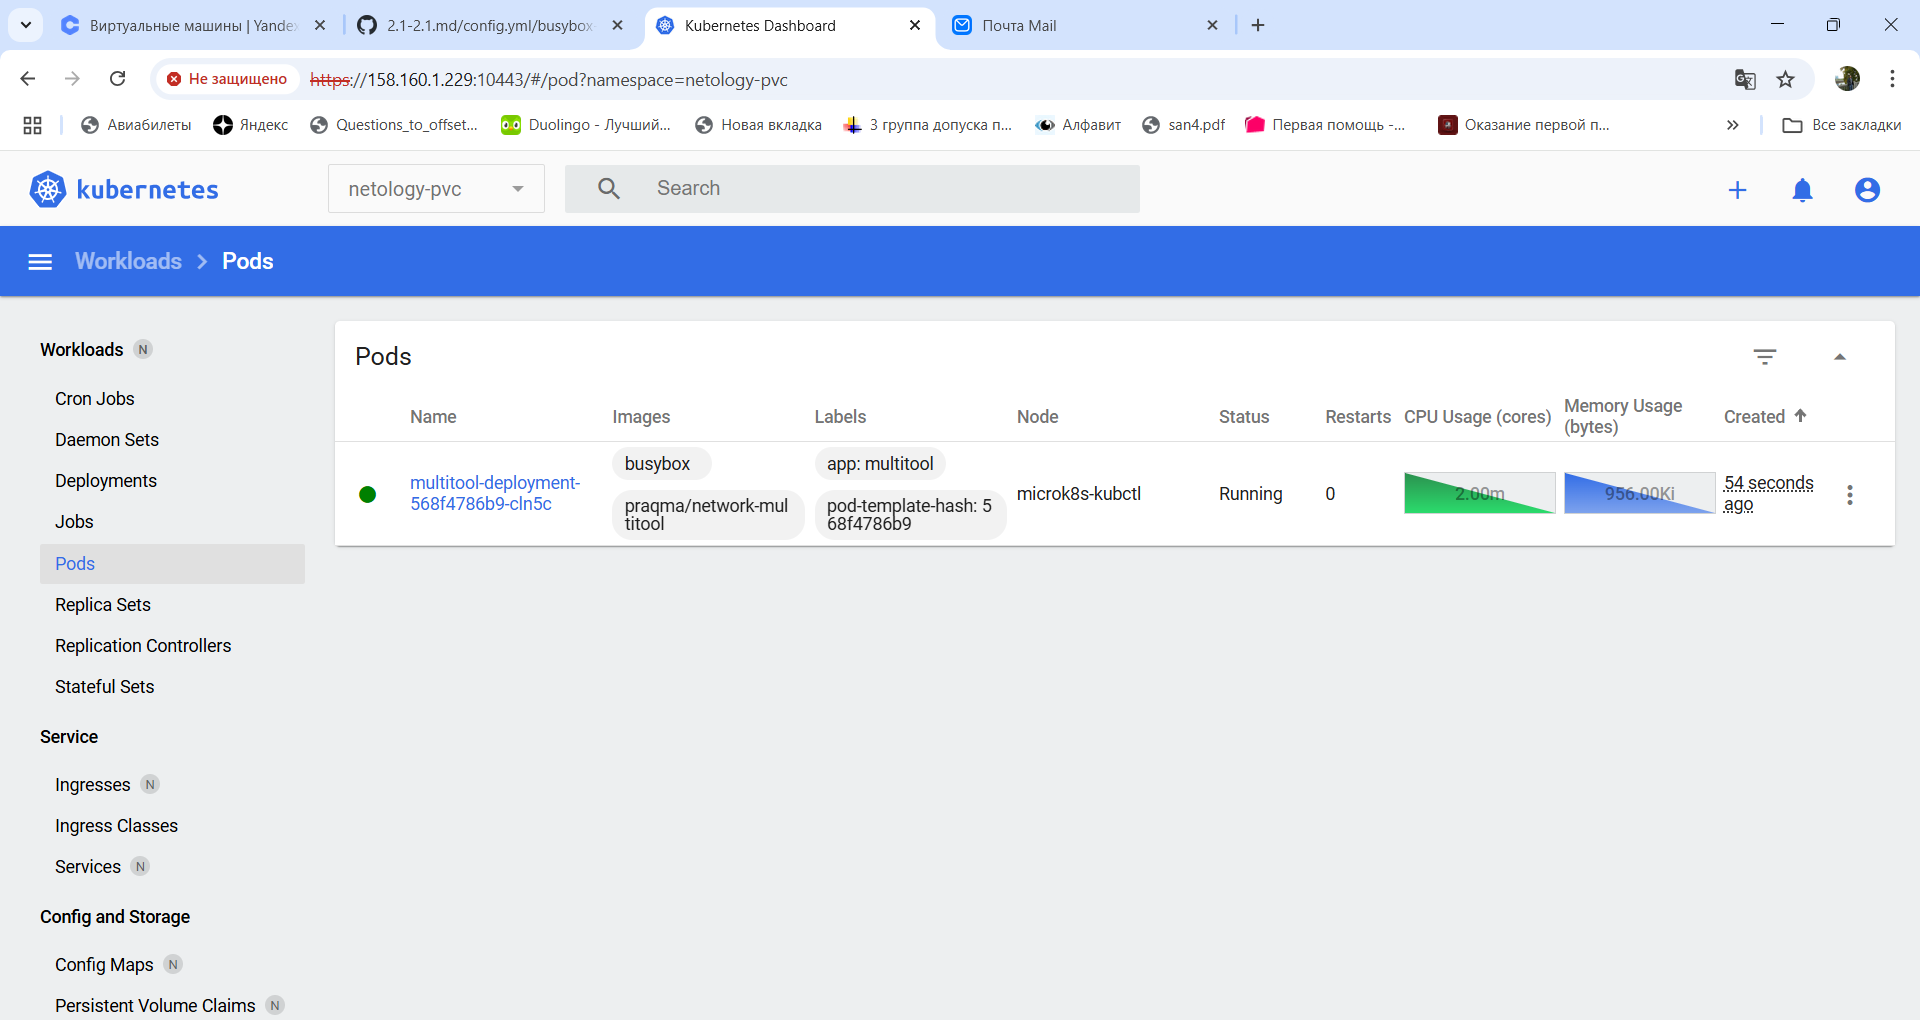 Виртуальные машины | Yande
2.1-2.1.md/config.yml/busybox-
Kubernetes Dashboard
Почта Mail
Не защищено
https://158.160.1.229:10443/#/pod?namespace=netology-pvc
Авиабилеты
Яндекс
Questions_to_offset...
Duolingo - Лучший...
Новая вкладка
3 группа допуска п...
Алфавит
san4.pdf
Первая помощь -...
Оказание первой п...
»
Все закладки
kubernetes
netology-pvc
Search
Workloads > Pods
Workloads N
Cron Jobs
Daemon Sets
Deployments
Jobs
Pods
Replica Sets
Replication Controllers
Stateful Sets
Service
Ingresses N
Ingress Classes
Services N
Config and Storage
Config Maps N
Persistent Volume Claims N
Pods
Name
Images
Labels
Node
Status
Restarts
CPU Usage (cores)
Memory Usage
(bytes)
Created
multitool-deployment-
568f4786b9-cln5c
busybox
praqma/network-mul
titool
app: multitool
pod-template-hash: 5
68f4786b9
microk8s-kubctl
Running
0
2.00m
956.00Ki
54 seconds
ago